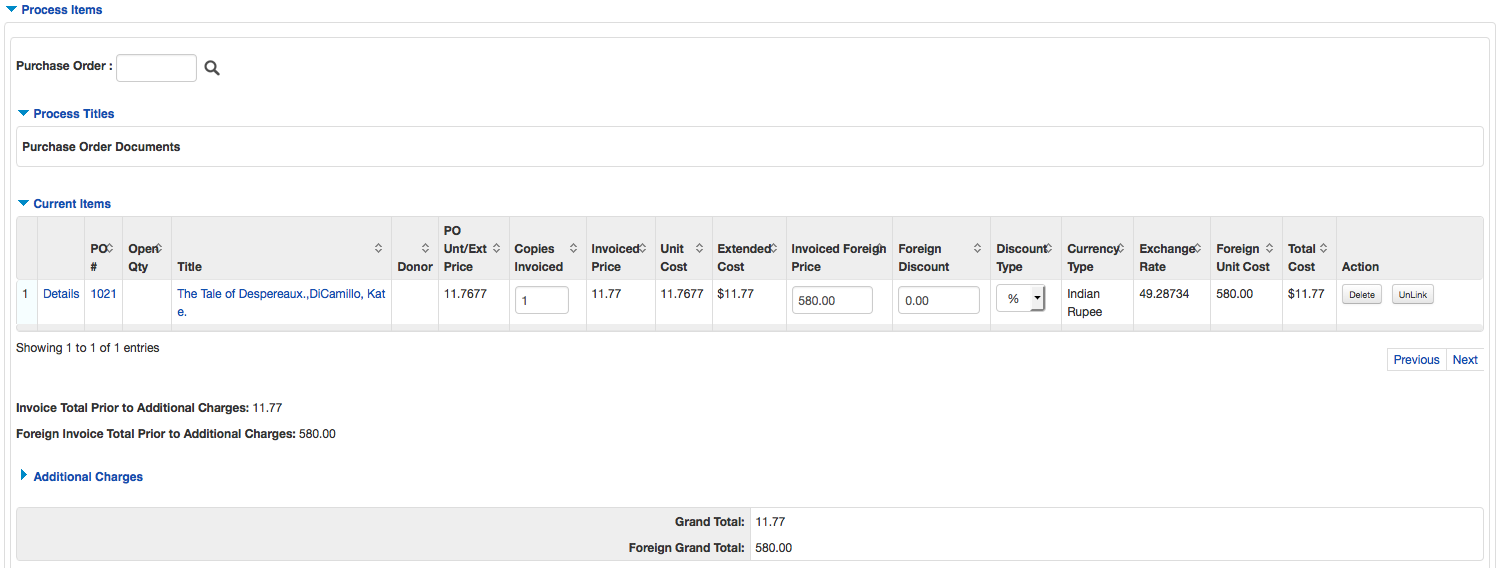 Process Items
Purchase Order :
Process Titles
Purchase Order Documents
Current Items
PO # Open Qty Title Donor PO Unt/Ext Price Copies Invoiced Invoiced Price Unit Cost Extended Cost Invoiced Foreign Price Foreign Discount Discount Type Currency Type Exchange Rate Foreign Unit Cost Total Cost Action
1 Details 1021 The Tale of Despereaux.,DiCamillo, Kat 11.7677 1 11.77 11.7677 $11.77 580.00 0.00 % Indian 49.28734 580.00 $11.77 Delete UnLink
e. Rupee
Showing 1 to 1 of 1 entries
Previous Next
Invoice Total Prior to Additional Charges: 11.77
Foreign Invoice Total Prior to Additional Charges: 580.00
Additional Charges
Grand Total: 11.77
Foreign Grand Total: 580.00